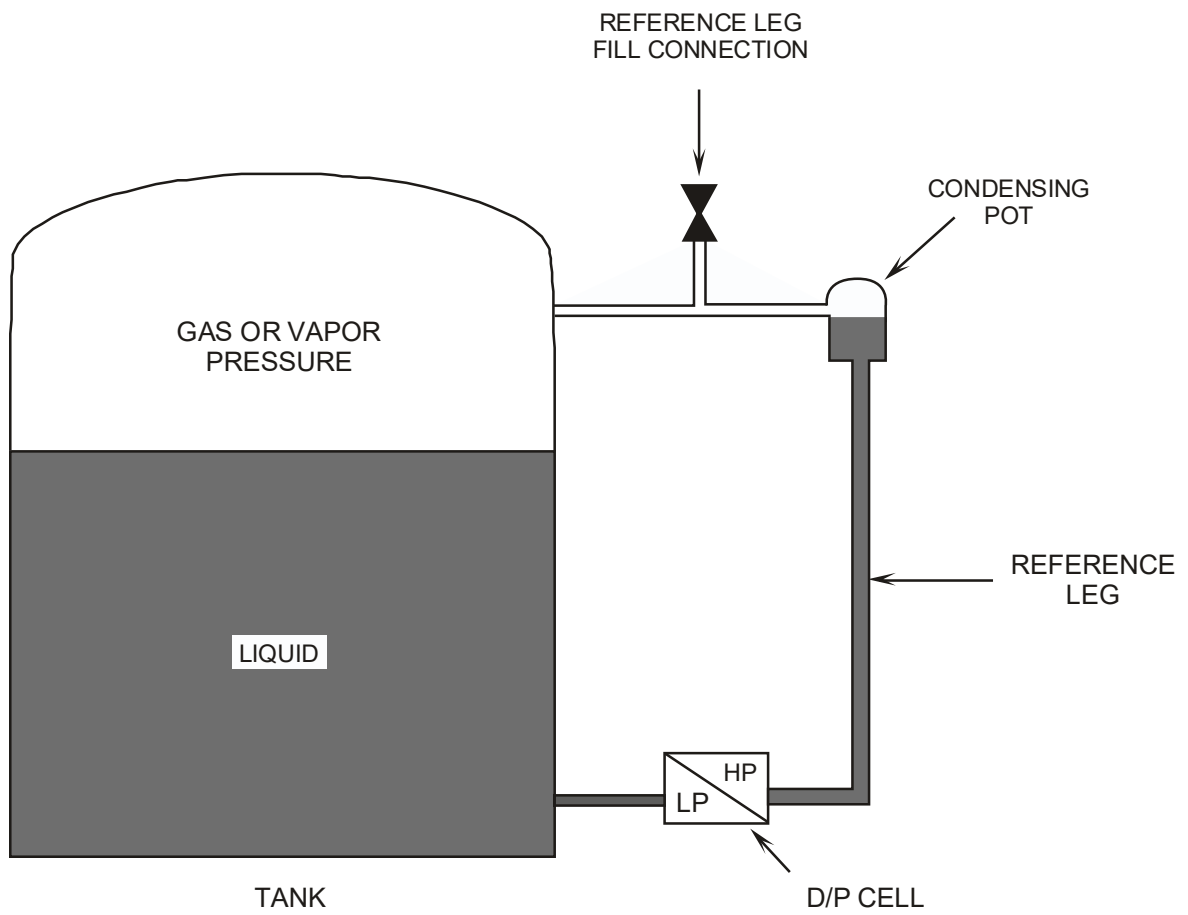 REFERENCE LEG
FILL CONNECTION
CONDENSING
POT
GAS OR VAPOR
PRESSURE
REFERENCE
LEG
LIQUID
HP
LP
TANK
D/P CELL